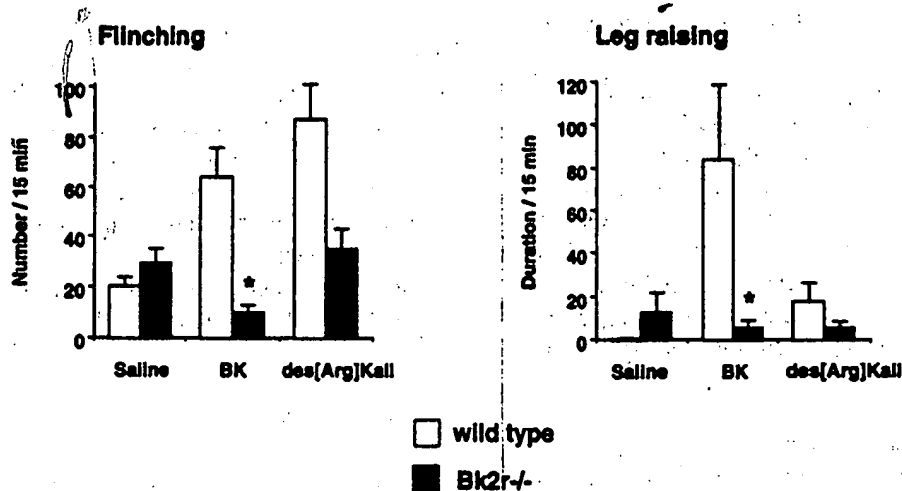 Flinching
Number / 15 min
100
80
60
40
20
0
*
Saline
BK
des[Arg]Kall
Leg raising
Duration / 15 min
120
100
80
60
40
20
0
*
Saline
BK
des[Arg]Kall
wild type
Bk2r-/-